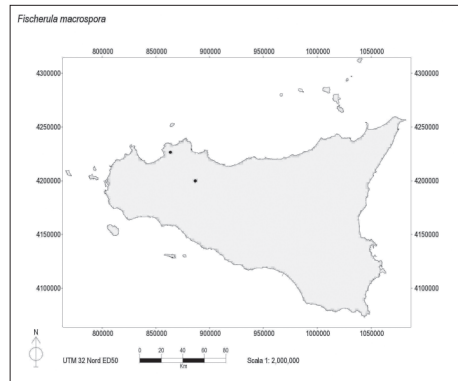 Fischerula macrospora
800000 850000 900000 950000 1000000 1050000
4300000 4300000
4250000 4250000
4200000 4200000
4150000 4150000
4100000 4100000
800000 850000 900000 950000 1000000 1050000
N
UTM 32 Nord ED50
0 20 40 60 80
Km
Scala 1: 2,000,000